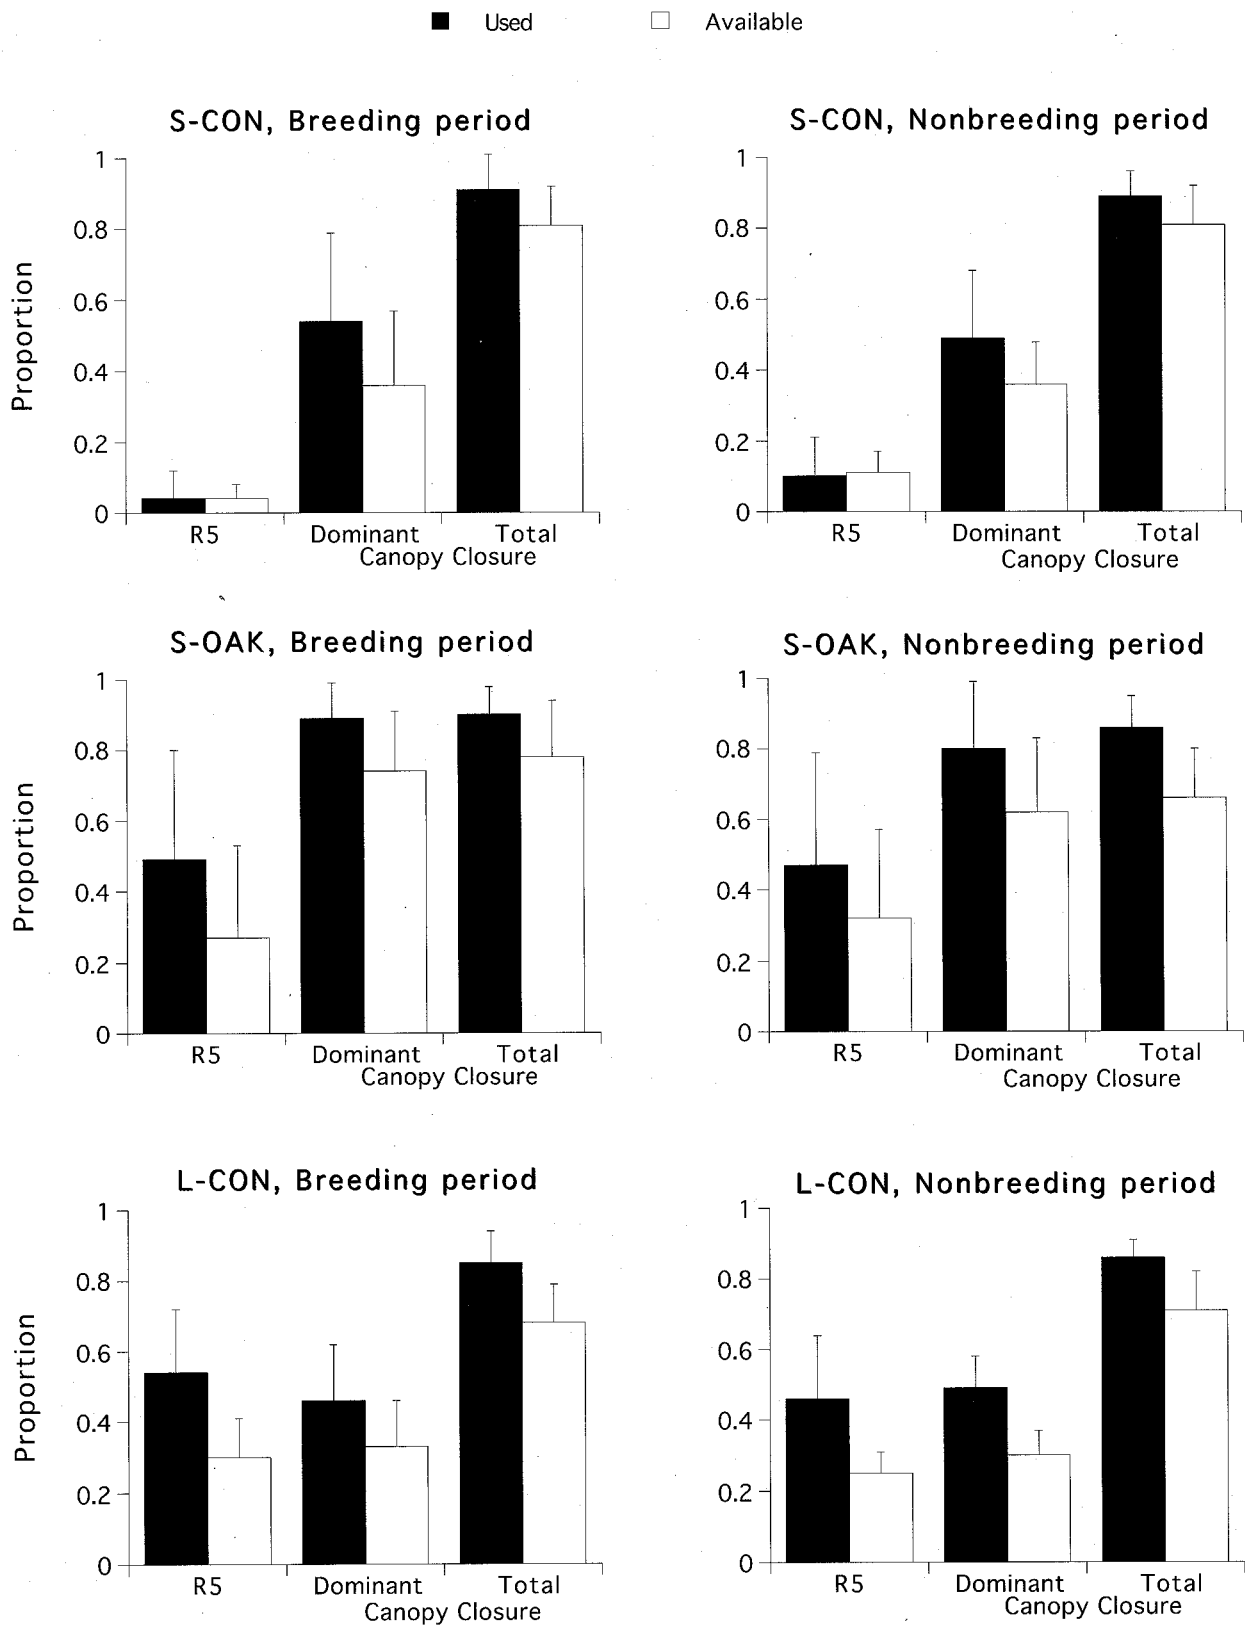 Used Available
S-CON, Breeding period
Proportion
1
0.8
0.6
0.4
0.2
0
R5 Dominant Total
Canopy Closure
S-CON, Nonbreeding period
1
0.8
0.6
0.4
0.2
0
R5 Dominant Total
Canopy Closure
S-OAK, Breeding period
Proportion
1
0.8
0.6
0.4
0.2
0
R5 Dominant Total
Canopy Closure
S-OAK, Nonbreeding period
1
0.8
0.6
0.4
0.2
0
R5 Dominant Total
Canopy Closure
L-CON, Breeding period
Proportion
1
0.8
0.6
0.4
0.2
0
R5 Dominant Total
Canopy Closure
L-CON, Nonbreeding period
1
0.8
0.6
0.4
0.2
0
R5 Dominant Total
Canopy Closure